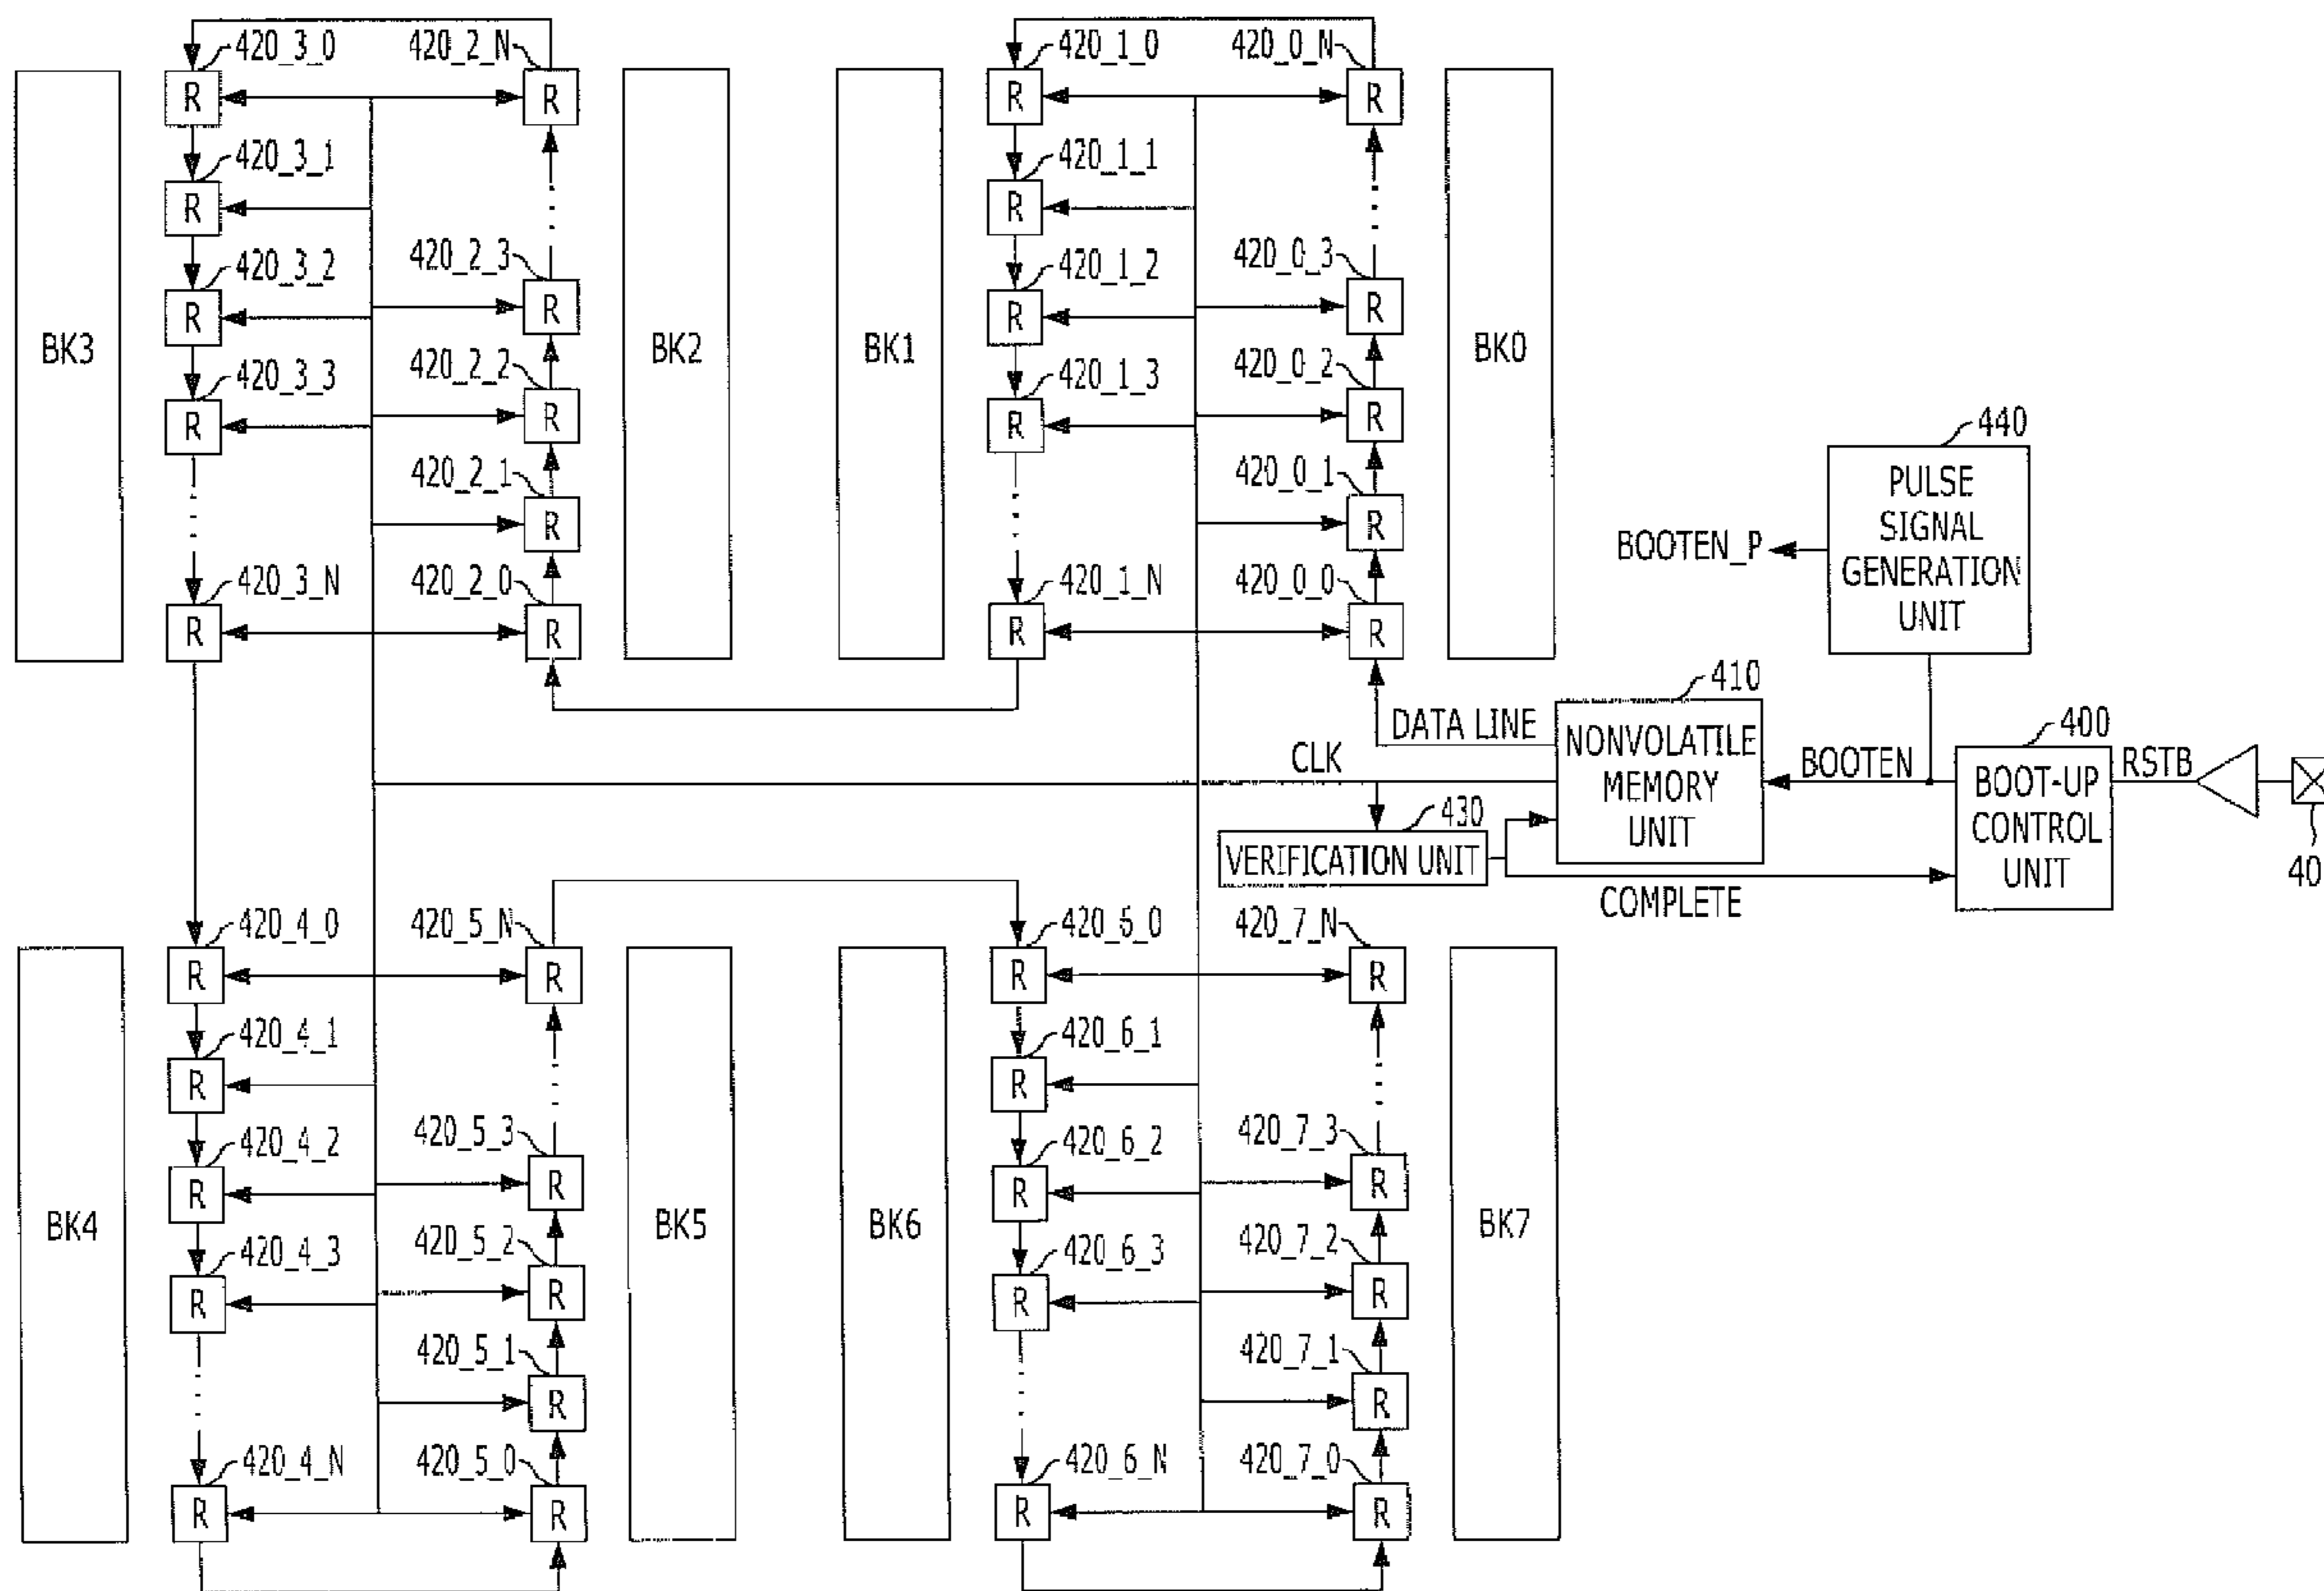 420_3_0
420_2_N
420_1_0
420_0_N
R
R
R
R
420_3_1
420_1_1
R
R
420_3_2
420_2_3
420_1_2
420_0_3
R
R
R
R
BK3
BK2
BK1
BK0
420_3_3
420_2_2
420_1_3
420_0_2
R
R
R
R
440
420_2_1
420_0_1
R
R
PULSE
SIGNAL
GENERATION
UNIT
BOOTEN_P
420_3_N
420_2_0
420_1_N
420_0_0
R
R
R
R
410
DATA LINE
400
CLK
NONVOLATILE
MEMORY
UNIT
BOOTEN
BOOT-UP
CONTROL
UNIT
RSTB
430
VERIFICATION UNIT
40
COMPLETE
420_4_0
420_5_N
420_6_0
420_7_N
R
R
R
R
420_4_1
420_6_1
R
R
420_4_2
420_5_3
420_6_2
420_7_3
R
R
R
R
BK4
BK5
BK6
BK7
420_4_3
420_5_2
420_6_3
420_7_2
R
R
R
R
420_5_1
420_7_1
R
R
420_4_N
420_5_0
420_6_N
420_7_0
R
R
R
R